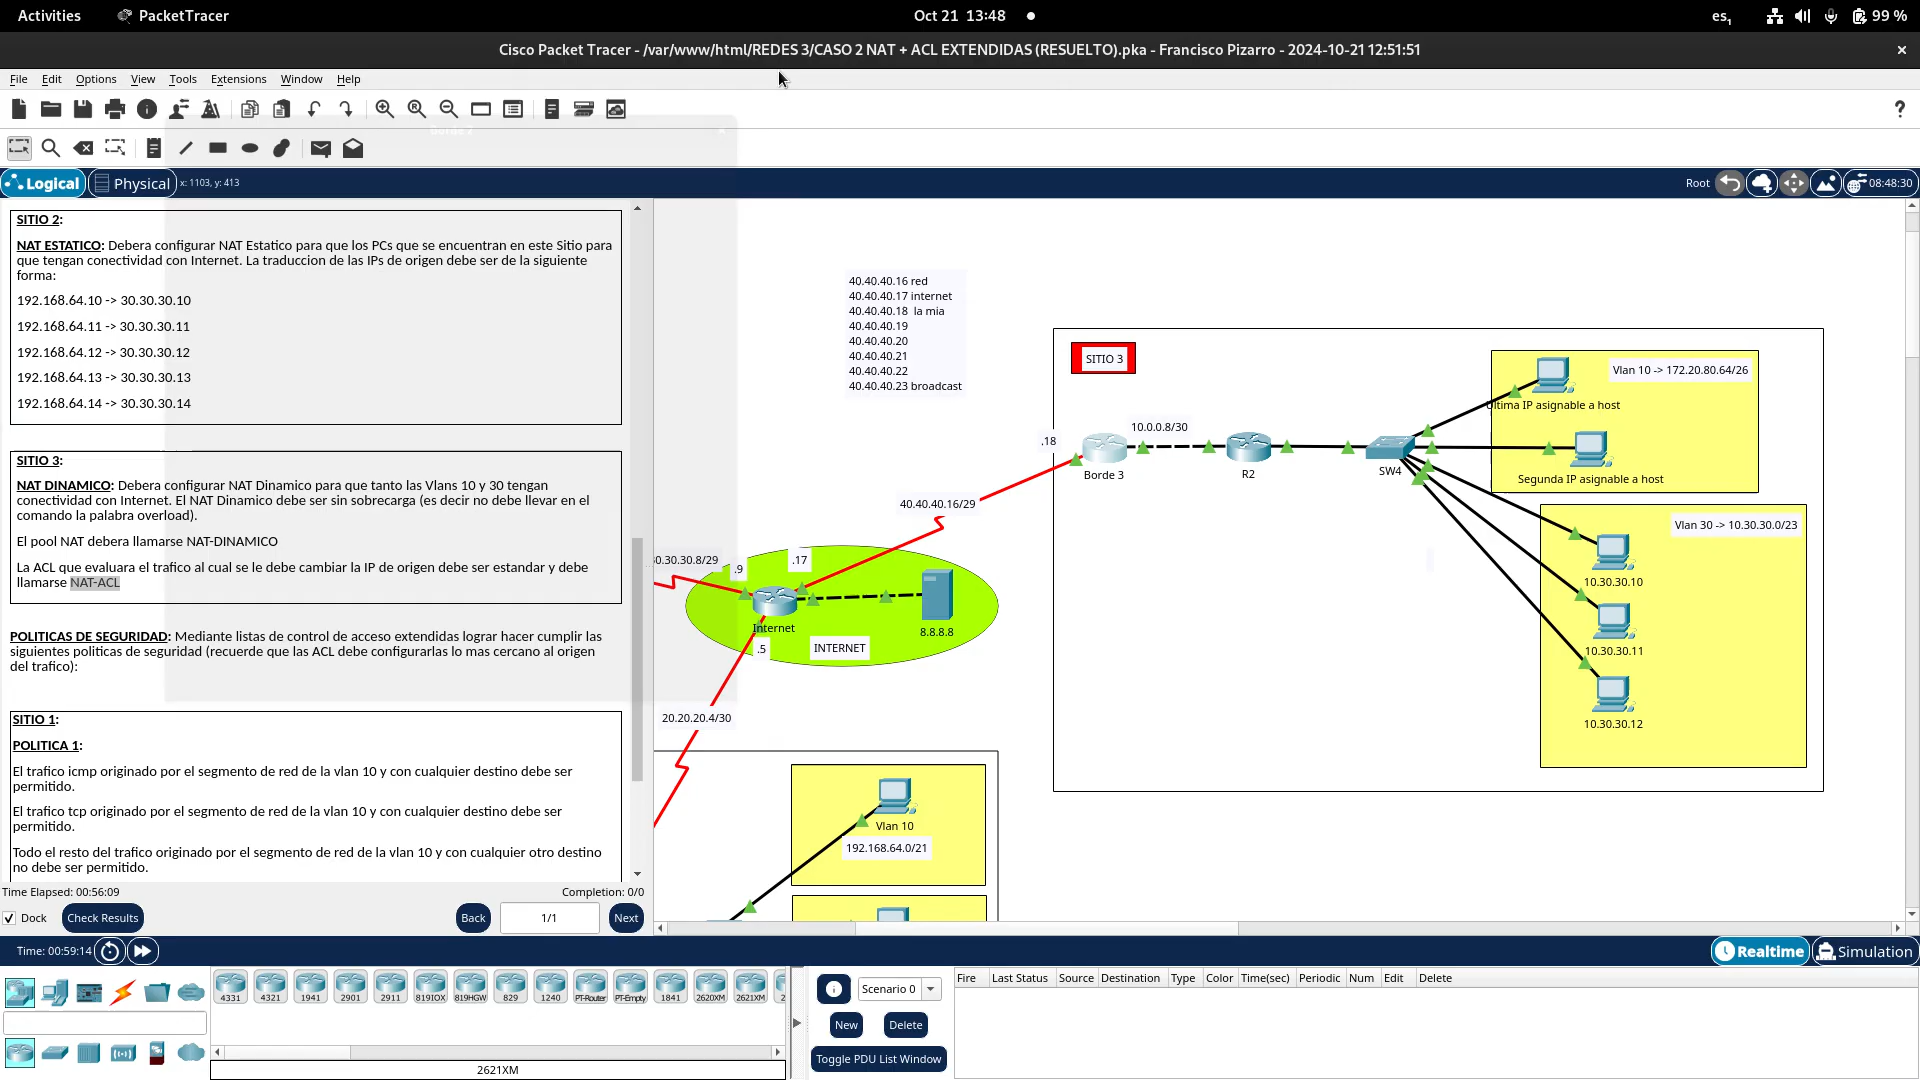 Activities
PacketTracer
Oct 21 13:48
es₁
99 %
Cisco Packet Tracer - /var/www/html/REDES 3/CASO 2 NAT + ACL EXTENDIDAS (RESUELTO).pka - Francisco Pizarro - 2024-10-21 12:51:51
File Edit Options View Tools Extensions Window Help
Logical
Physical
x: 1103, y: 413
Root
08:48:30
SITIO 2:
NAT ESTATICO: Debera configurar NAT Estatico para que los PCs que se encuentran en este Sitio para
que tengan conectividad con Internet. La traduccion de las IPs de origen debe ser de la siguiente
forma:
192.168.64.10 -> 30.30.30.10
192.168.64.11 -> 30.30.30.11
192.168.64.12 -> 30.30.30.12
192.168.64.13 -> 30.30.30.13
192.168.64.14 -> 30.30.30.14
SITIO 3:
NAT DINAMICO: Debera configurar NAT Dinamico para que tanto las Vlans 10 y 30 tengan
conectividad con Internet. El NAT Dinamico debe ser sin sobrecarga (es decir no debe llevar en el
comando la palabra overload).
El pool NAT debera llamarse NAT-DINAMICO
La ACL que evaluara el trafico al cual se le debe cambiar la IP de origen debe ser estandar y debe
llamarse NAT-ACL
POLITICAS DE SEGURIDAD: Mediante listas de control de acceso extendidas lograr hacer cumplir las
siguientes politicas de seguridad (recuerde que las ACL debe configurarlas lo mas cercano al origen
del trafico):
SITIO 1:
POLITICA 1:
El trafico icmp originado por el segmento de red de la vlan 10 y con cualquier destino debe ser
permitido.
El trafico tcp originado por el segmento de red de la vlan 10 y con cualquier destino debe ser
permitido.
Todo el resto del trafico originado por el segmento de red de la vlan 10 y con cualquier otro destino
no debe ser permitido.
Time Elapsed: 00:56:09
Completion: 0/0
Dock
Check Results
Back
1/1
Next
40.40.40.16 red
40.40.40.17 internet
40.40.40.18 la mia
40.40.40.19
40.40.40.20
40.40.40.21
40.40.40.22
40.40.40.23 broadcast
SITIO 3
Vlan 10 -> 172.20.80.64/26
Ultima IP asignable a host
.18
10.0.0.8/30
Borde 3
R2
SW4
Segunda IP asignable a host
40.40.40.16/29
Vlan 30 -> 10.30.30.0/23
30.30.30.8/29
.9
.17
10.30.30.10
Internet
8.8.8.8
.5
INTERNET
10.30.30.11
20.20.20.4/30
10.30.30.12
Vlan 10
192.168.64.0/21
Time: 00:59:14
Realtime
Simulation
4331 4321 1941 2901 2911 819IOX 819HGW 829 1240 PT-Router PT-Empty 1841 2620XM 2621XM
2621XM
Scenario 0
New
Delete
Toggle PDU List Window
Fire Last Status Source Destination Type Color Time(sec) Periodic Num Edit Delete